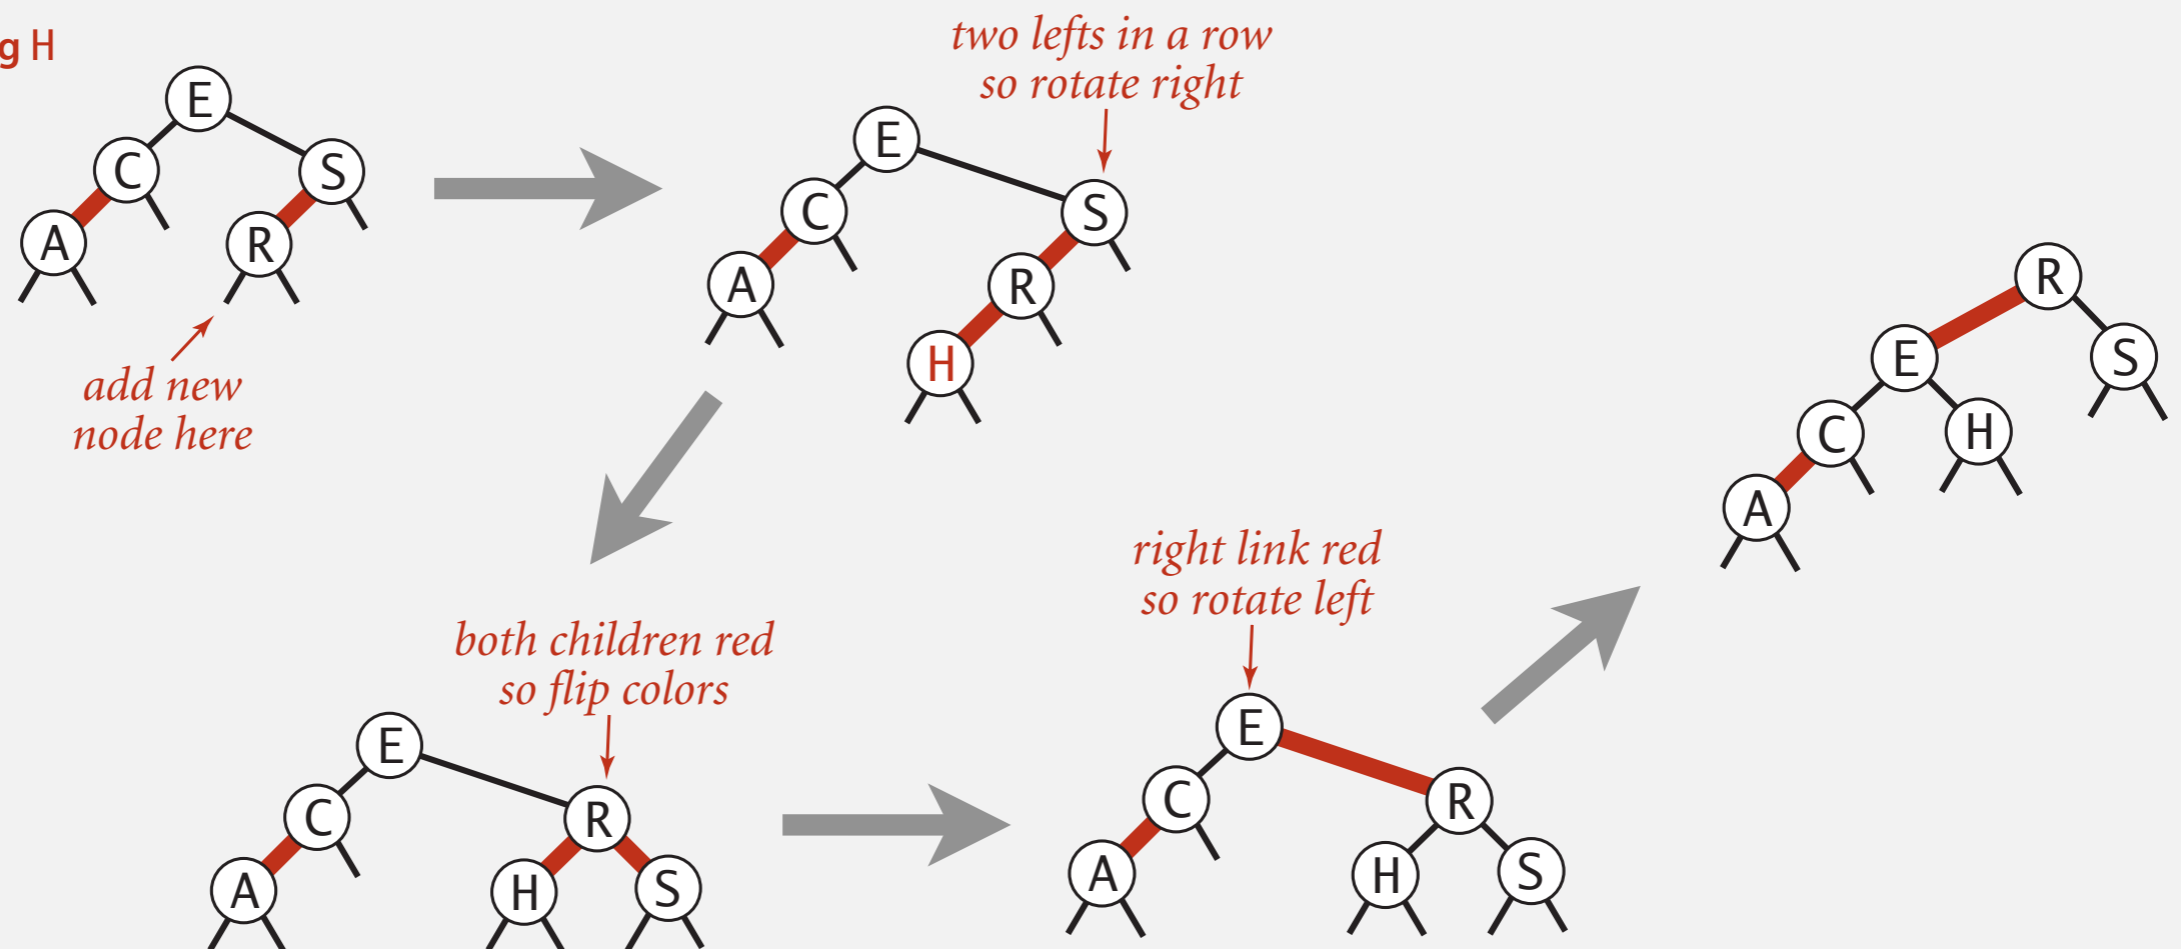 g H
E
C
S
A
R
add new
node here
two lefts in a row
so rotate right
E
C
S
A
R
H
both children red
so flip colors
E
C
R
A
H
S
right link red
so rotate left
E
C
R
A
H
S
R
E
S
C
H
A